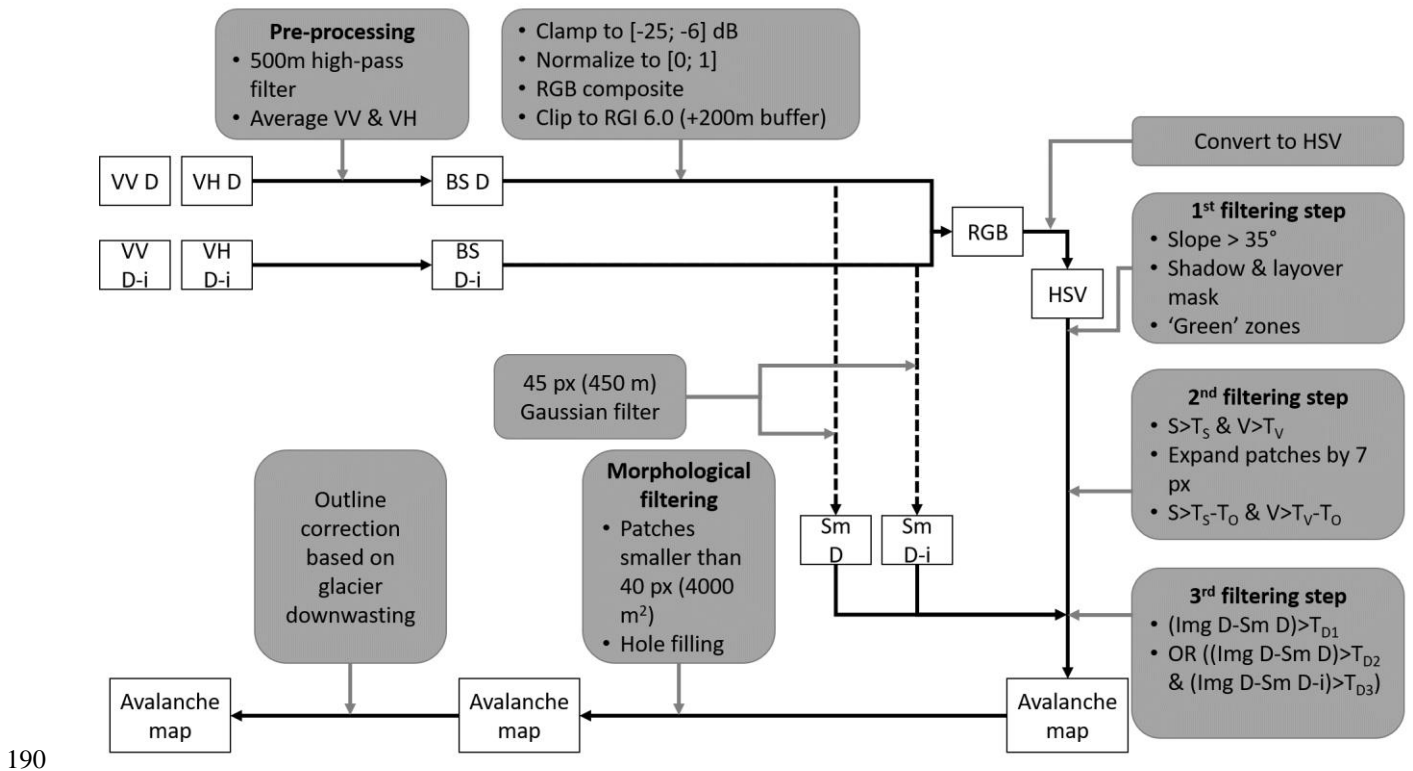 Pre-processing
• 500m high-pass
filter
• Average VV & VH
• Clamp to [-25; -6] dB
• Normalize to [0; 1]
• RGB composite
• Clip to RGI 6.0 (+200m buffer)
Convert to HSV
VV D
VH D
BS D
VV
D-i
VH
D-i
BS
D-i
RGB
HSV
1st filtering step
• Slope > 35°
• Shadow & layover
mask
• ‘Green’ zones
45 px (450 m)
Gaussian filter
2nd filtering step
• S>TS & V>TV
• Expand patches by 7
px
• S>TS-TO & V>TV-TO
Outline
correction
based on
glacier
downwasting
Morphological
filtering
• Patches
smaller than
40 px (4000
m2)
• Hole filling
Sm
D
Sm
D-i
3rd filtering step
• (Img D-Sm D)>TD1
• OR ((Img D-Sm D)>TD2
& (Img D-Sm D-i)>TD3)
Avalanche
map
Avalanche
map
Avalanche
map
190